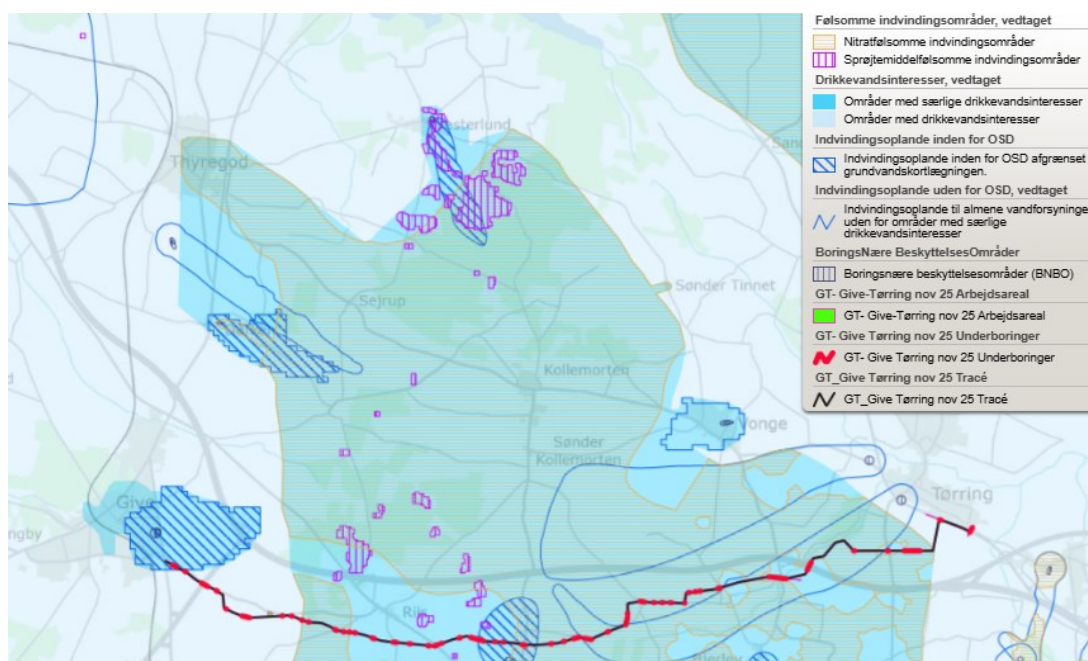 Følsomme indvindingsområder, vedtaget
Nitratfølsomme indvindingsområder
Sprøjtemiddelfølsomme indvindingsområder
Drikkevandsinteresser, vedtaget
Områder med særlige drikkevandsinteresser
Områder med drikkevandsinteresser
Indvindingsoplande inden for OSD
Indvindingsoplande inden for OSD afgrænset
grundvandskortlægningen.
Indvindingsoplande uden for OSD, vedtaget
Indvindingsoplande til almene vandforsyninge
uden for områder med særlige
drikkevandsinteresser
BoringsNære BeskyttelsesOmråder
Boringsnære beskyttelsesområder (BNBO)
GT- Give-Tørring nov 25 Arbejdsareal
GT- Give-Tørring nov 25 Arbejdsareal
GT- Give Tørring nov 25 Underboringer
GT- Give Tørring nov 25 Underboringer
GT_Give Tørring nov 25 Tracé
GT_Give Tørring nov 25 Tracé
sterlund
Thyregod
Sønder Tinnet
Sejrup
Kollemorten
Vonge
Sønder
Kollemorten
Give
Tørring
ngby